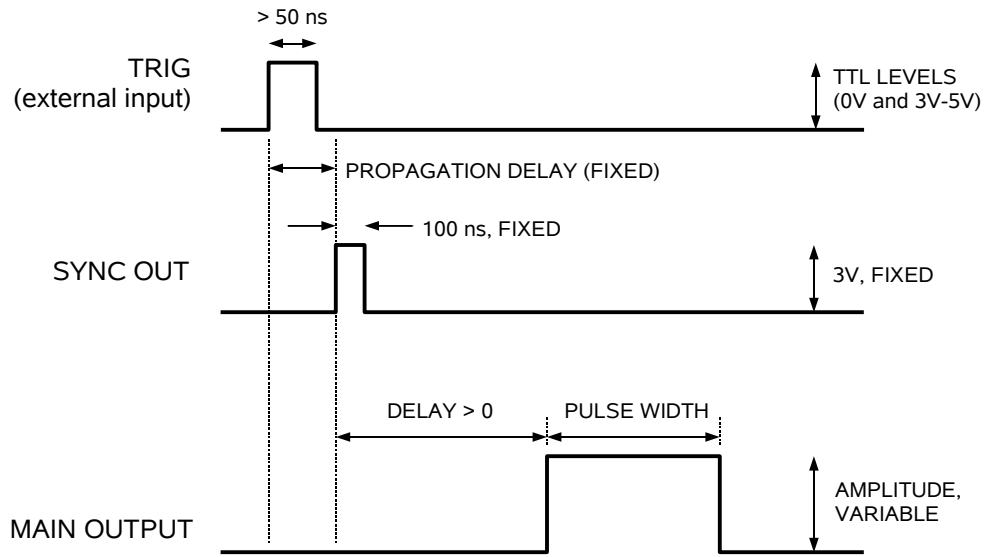 > 50 ns
TRIG
(external input)
TTL LEVELS
(0V and 3V-5V)
PROPAGATION DELAY (FIXED)
100 ns, FIXED
SYNC OUT
3V, FIXED
DELAY > 0
PULSE WIDTH
MAIN OUTPUT
AMPLITUDE,
VARIABLE